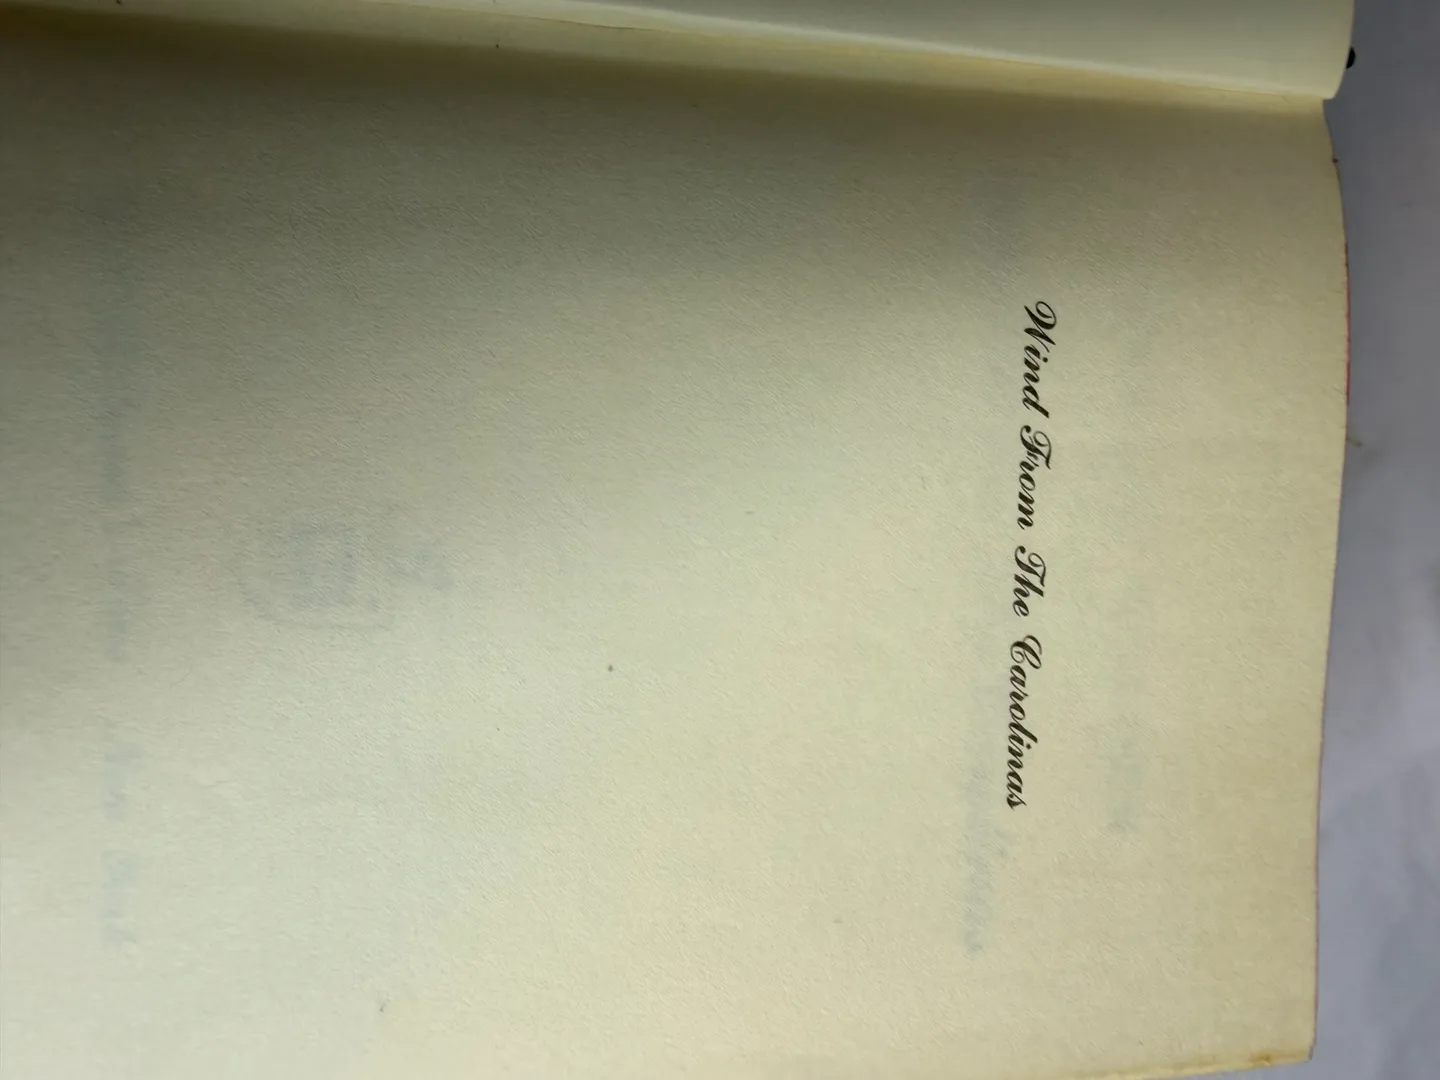 Wind From The Carolinas